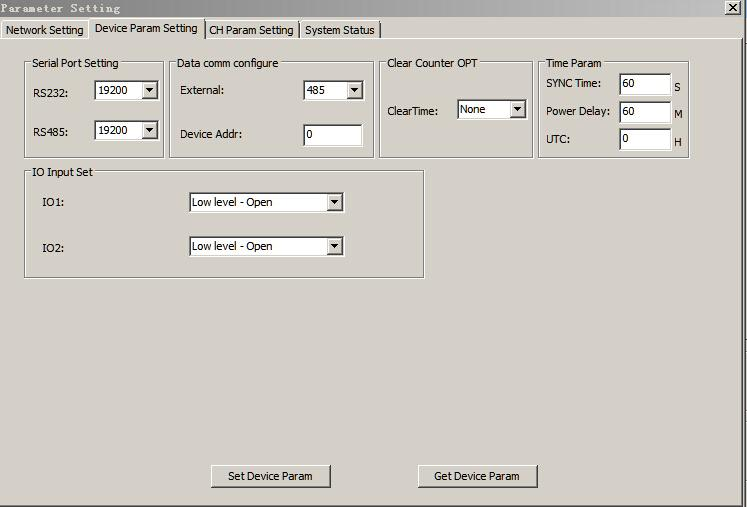 Parameter Setting
Network Setting Device Param Setting CH Param Setting System Status
Serial Port Setting
RS232: 19200
RS485: 19200
Data comm configure
External: 485
Device Addr: 0
Clear Counter OPT
ClearTime: None
Time Param
SYNC Time: 60 S
Power Delay: 60 M
UTC: 0 H
IO Input Set
IO1: Low level - Open
IO2: Low level - Open
Set Device Param Get Device Param